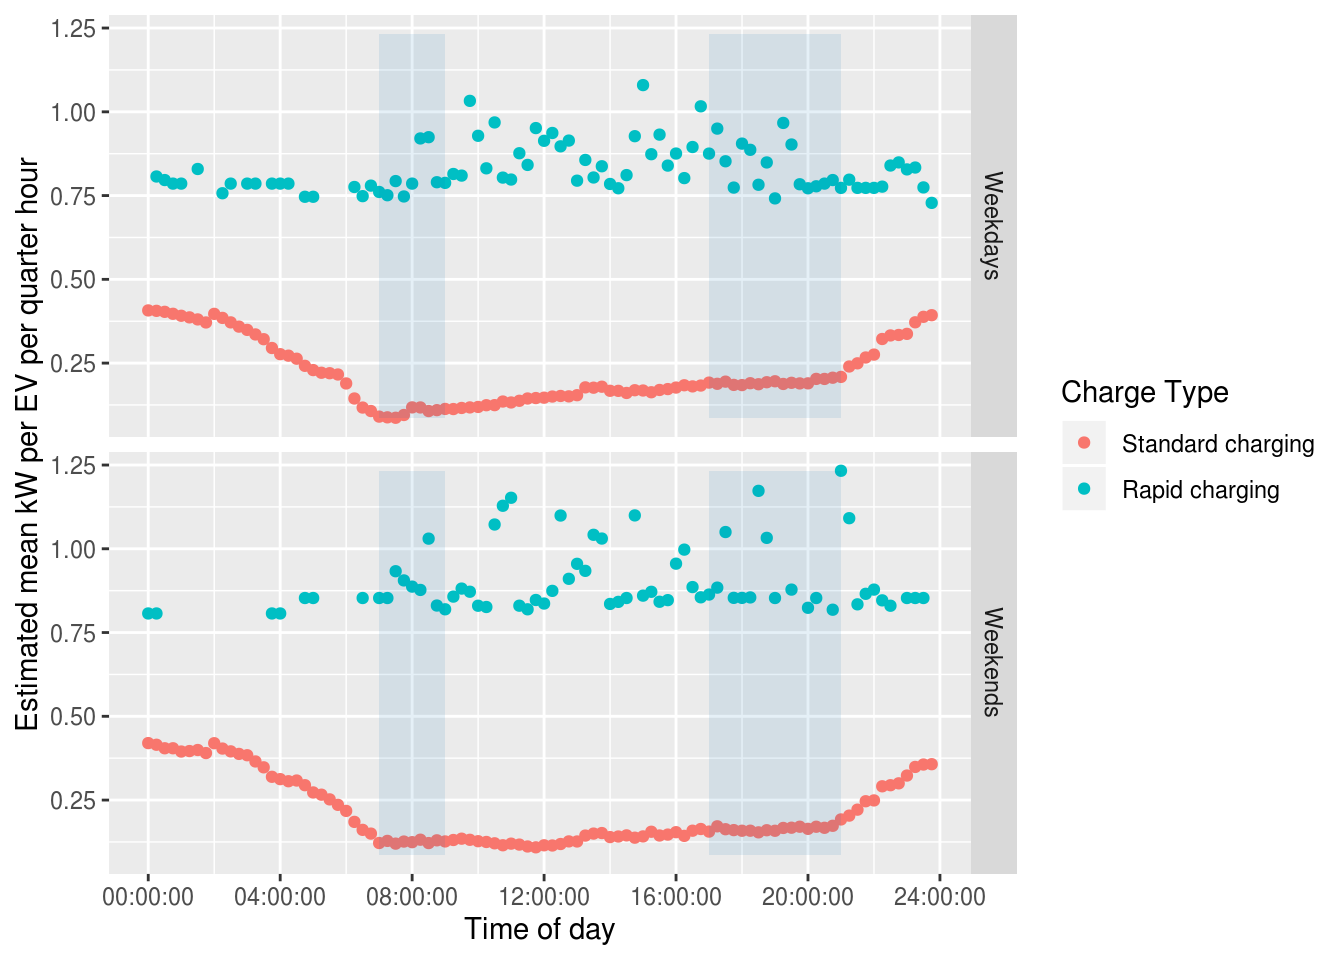 Estimated mean kW per EV per quarter hour
1.25
1.00
0.75
0.50
0.25
Weekdays
1.25
1.00
0.75
0.50
0.25
Weekends
00:00:00 04:00:00 08:00:00 12:00:00 16:00:00 20:00:00 24:00:00
Time of day
Charge Type
Standard charging
Rapid charging